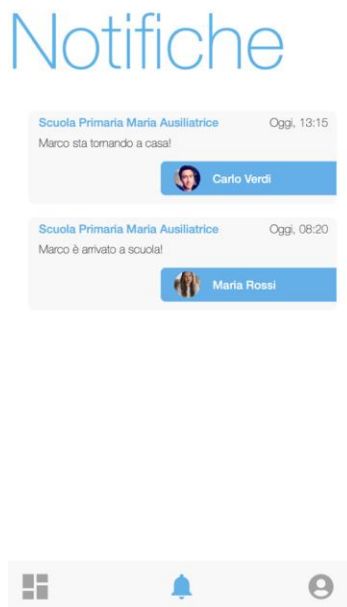 Notifiche
Scuola Primaria Maria Ausiliatrice Oggi, 13:15
Marco sta tornando a casa!
Carlo Verdi
Scuola Primaria Maria Ausiliatrice Oggi, 08:20
Marco è arrivato a scuola!
Maria Rossi